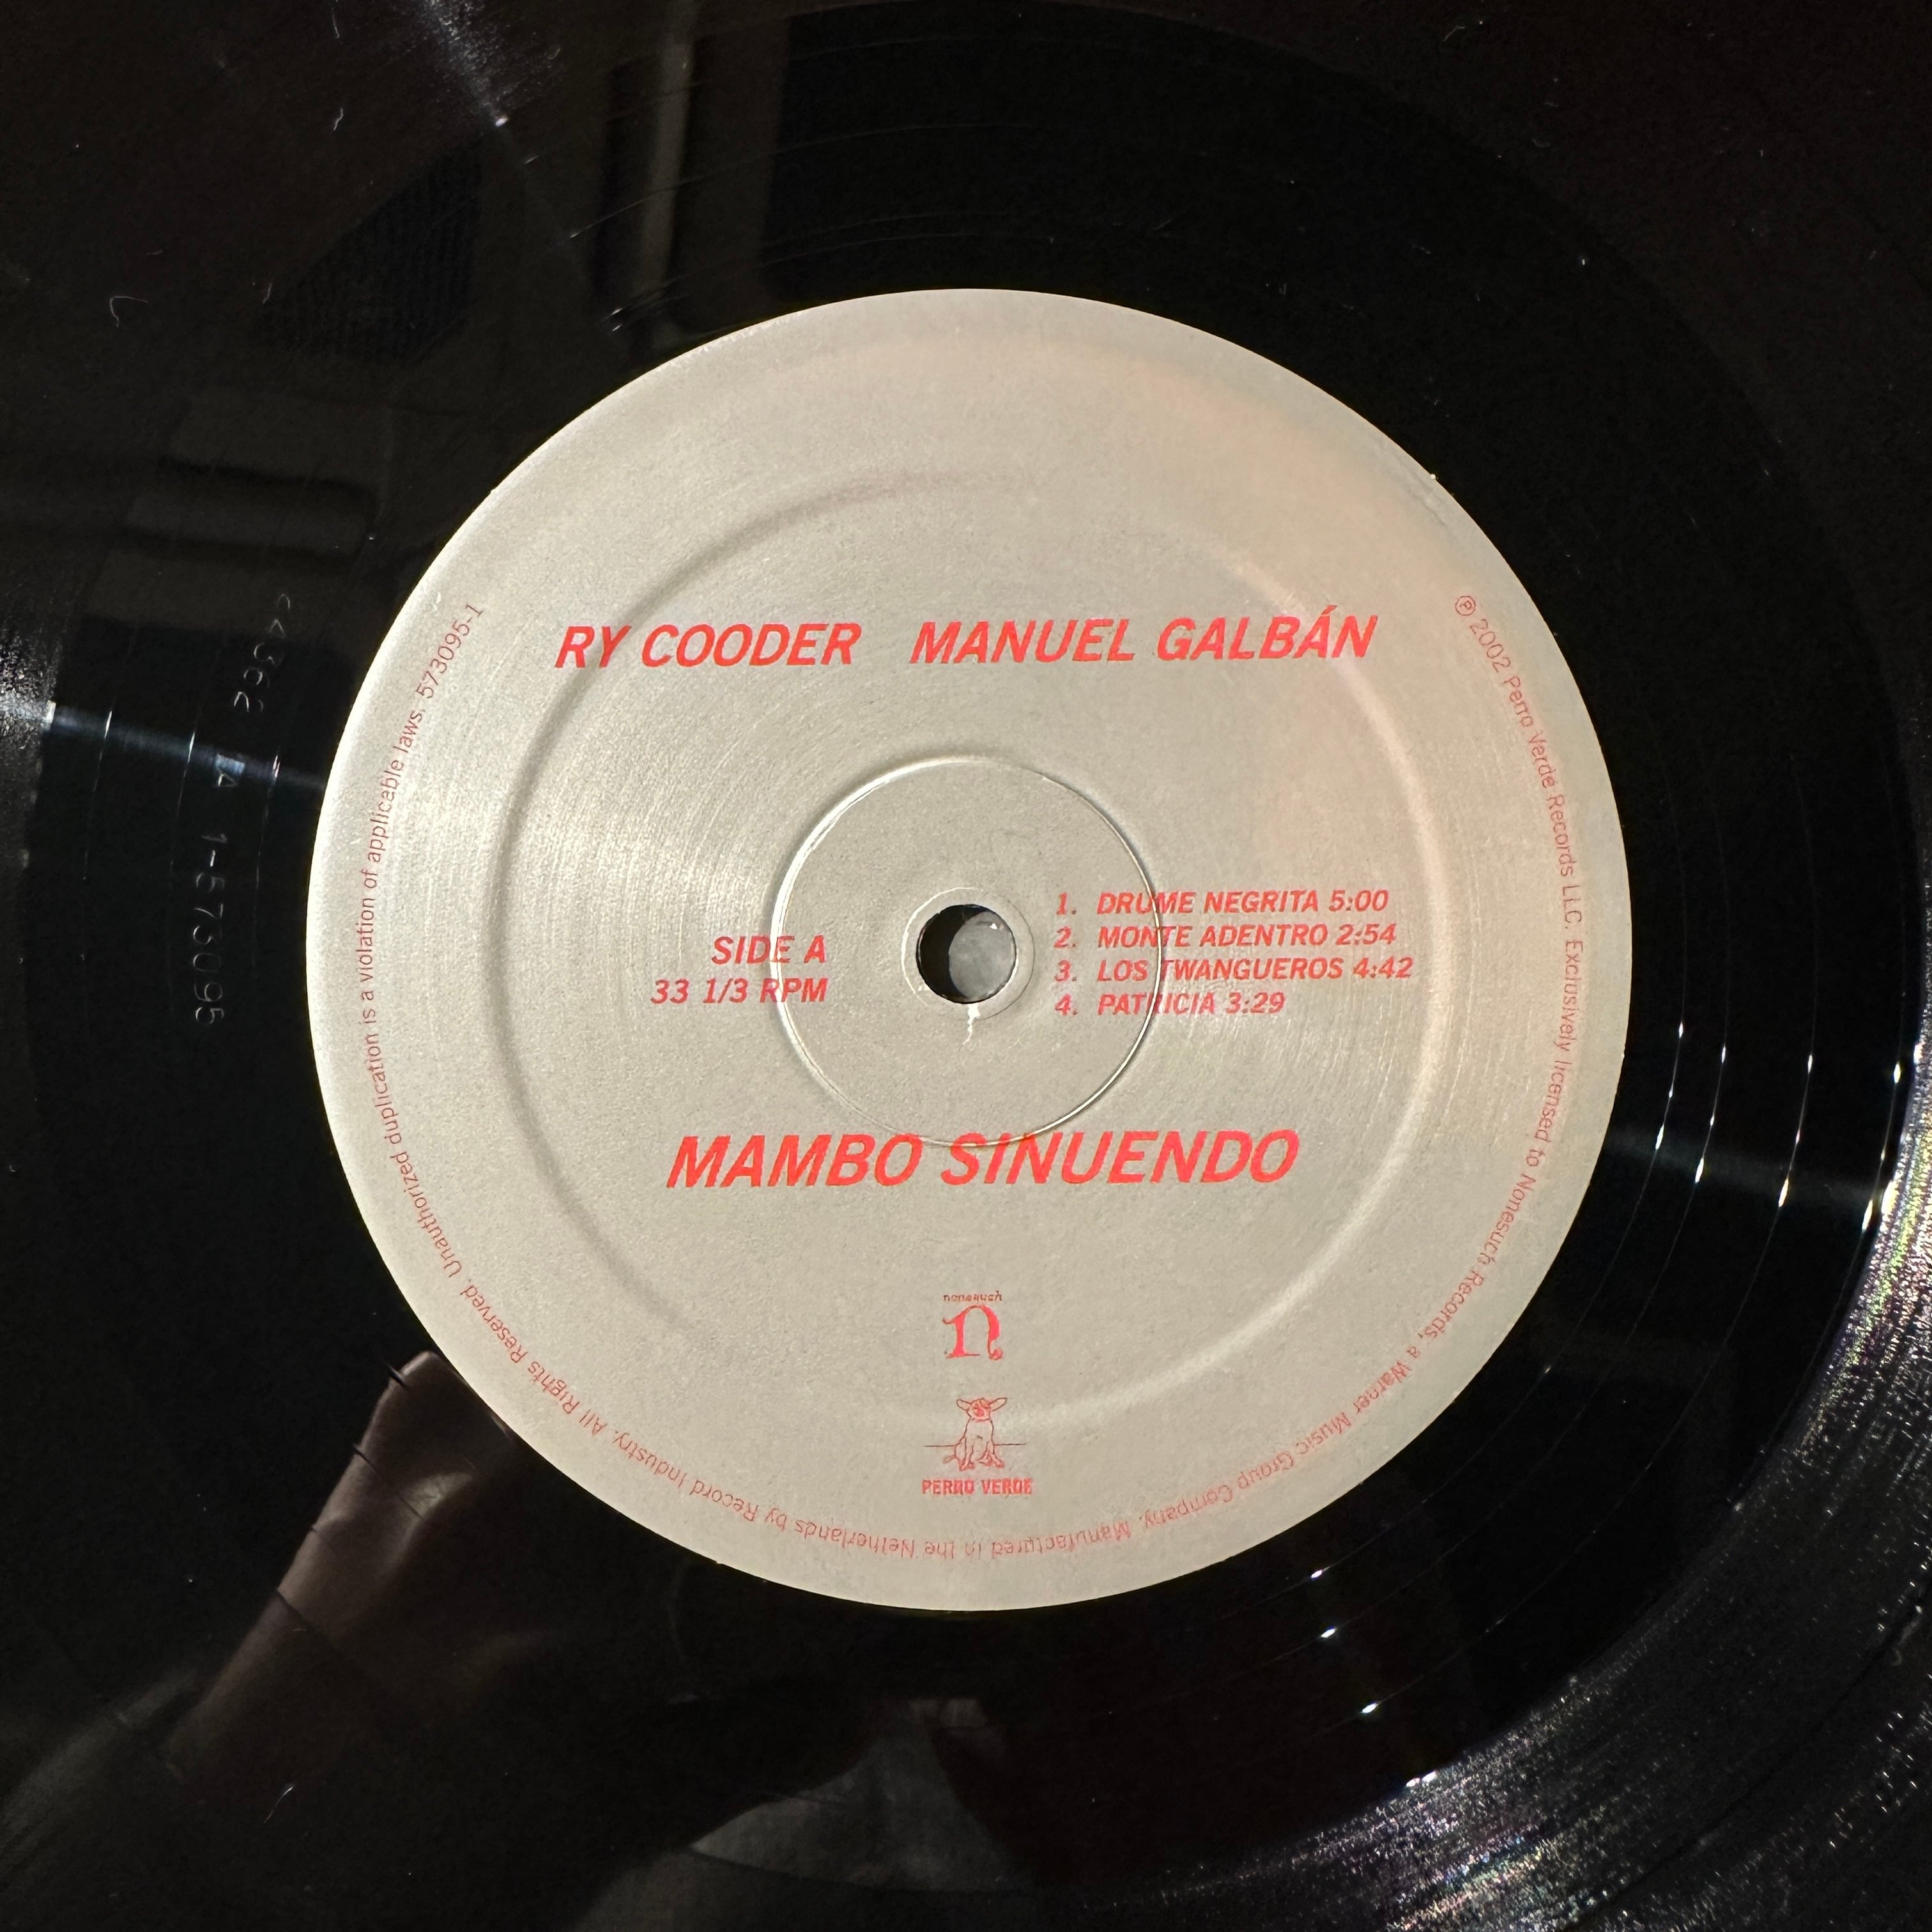 RY COODER MANUEL GALBÁN
SIDE A
33 1/3 RPM
1. DRUME NEGRITA 5:00
2. MONTE ADENTRO 2:54
3. LOS TWANGUEROS 4:42
4. PATRICIA 3:29
MAMBO SINUENDO
nonesuch
PERRO VERDE
℗ 2002 Perro Verde Records LLC. Exclusively licensed to Nonesuch Records, a Warner Music Group Company. Manufactured in the Netherlands by Record Industry. All Rights Reserved. Unauthorized duplication is a violation of applicable laws. 573095-1
1-573095